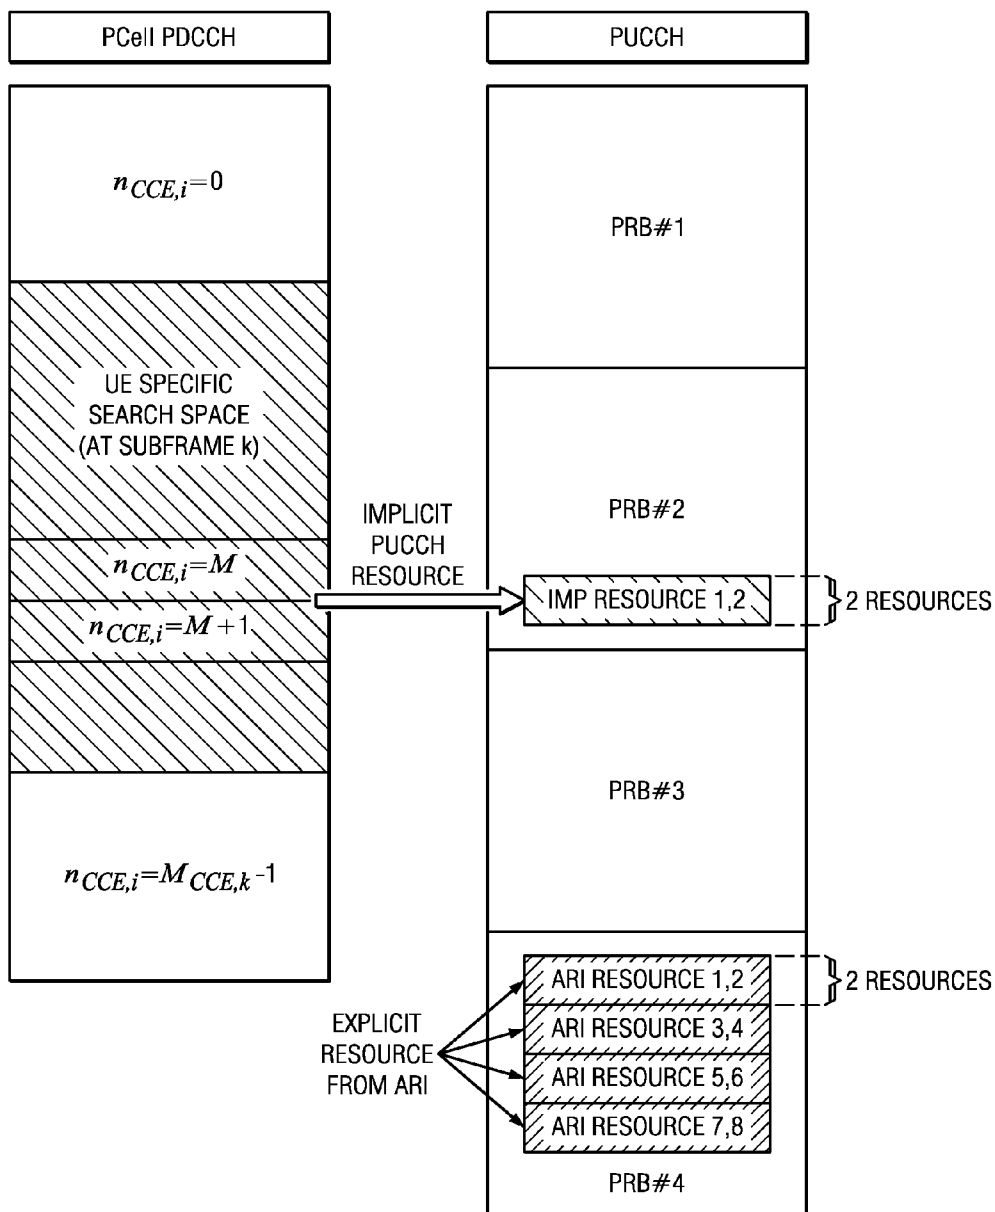 PCell PDCCH
n_{CCE,i}=0
UE SPECIFIC
SEARCH SPACE
(AT SUBFRAME k)
n_{CCE,i}=M
n_{CCE,i}=M+1
n_{CCE,i}=M_{CCE,k}-1
IMPLICIT
PUCCH
RESOURCE
PUCCH
PRB#1
PRB#2
IMP RESOURCE 1,2
2 RESOURCES
PRB#3
EXPLICIT
RESOURCE
FROM ARI
ARI RESOURCE 1,2
2 RESOURCES
ARI RESOURCE 3,4
ARI RESOURCE 5,6
ARI RESOURCE 7,8
PRB#4